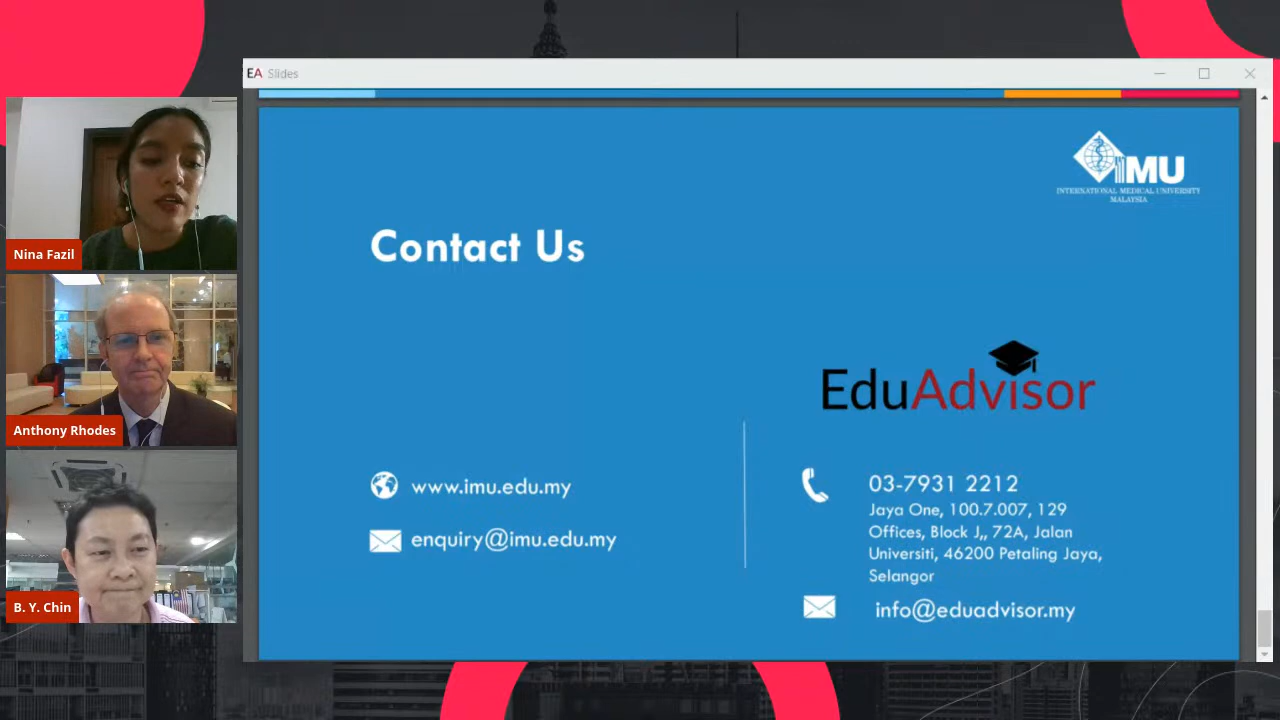 EA Slides
IMU
INTERNATIONAL MEDICAL UNIVERSITY
MALAYSIA
Contact Us
EduAdvisor
www.imu.edu.my
enquiry@imu.edu.my
03-7931 2212
Jaya One, 100.7.007, 129
Offices, Block J,, 72A, Jalan
Universiti, 46200 Petaling Jaya,
Selangor
info@eduadvisor.my
Nina Fazil
Anthony Rhodes
B. Y. Chin